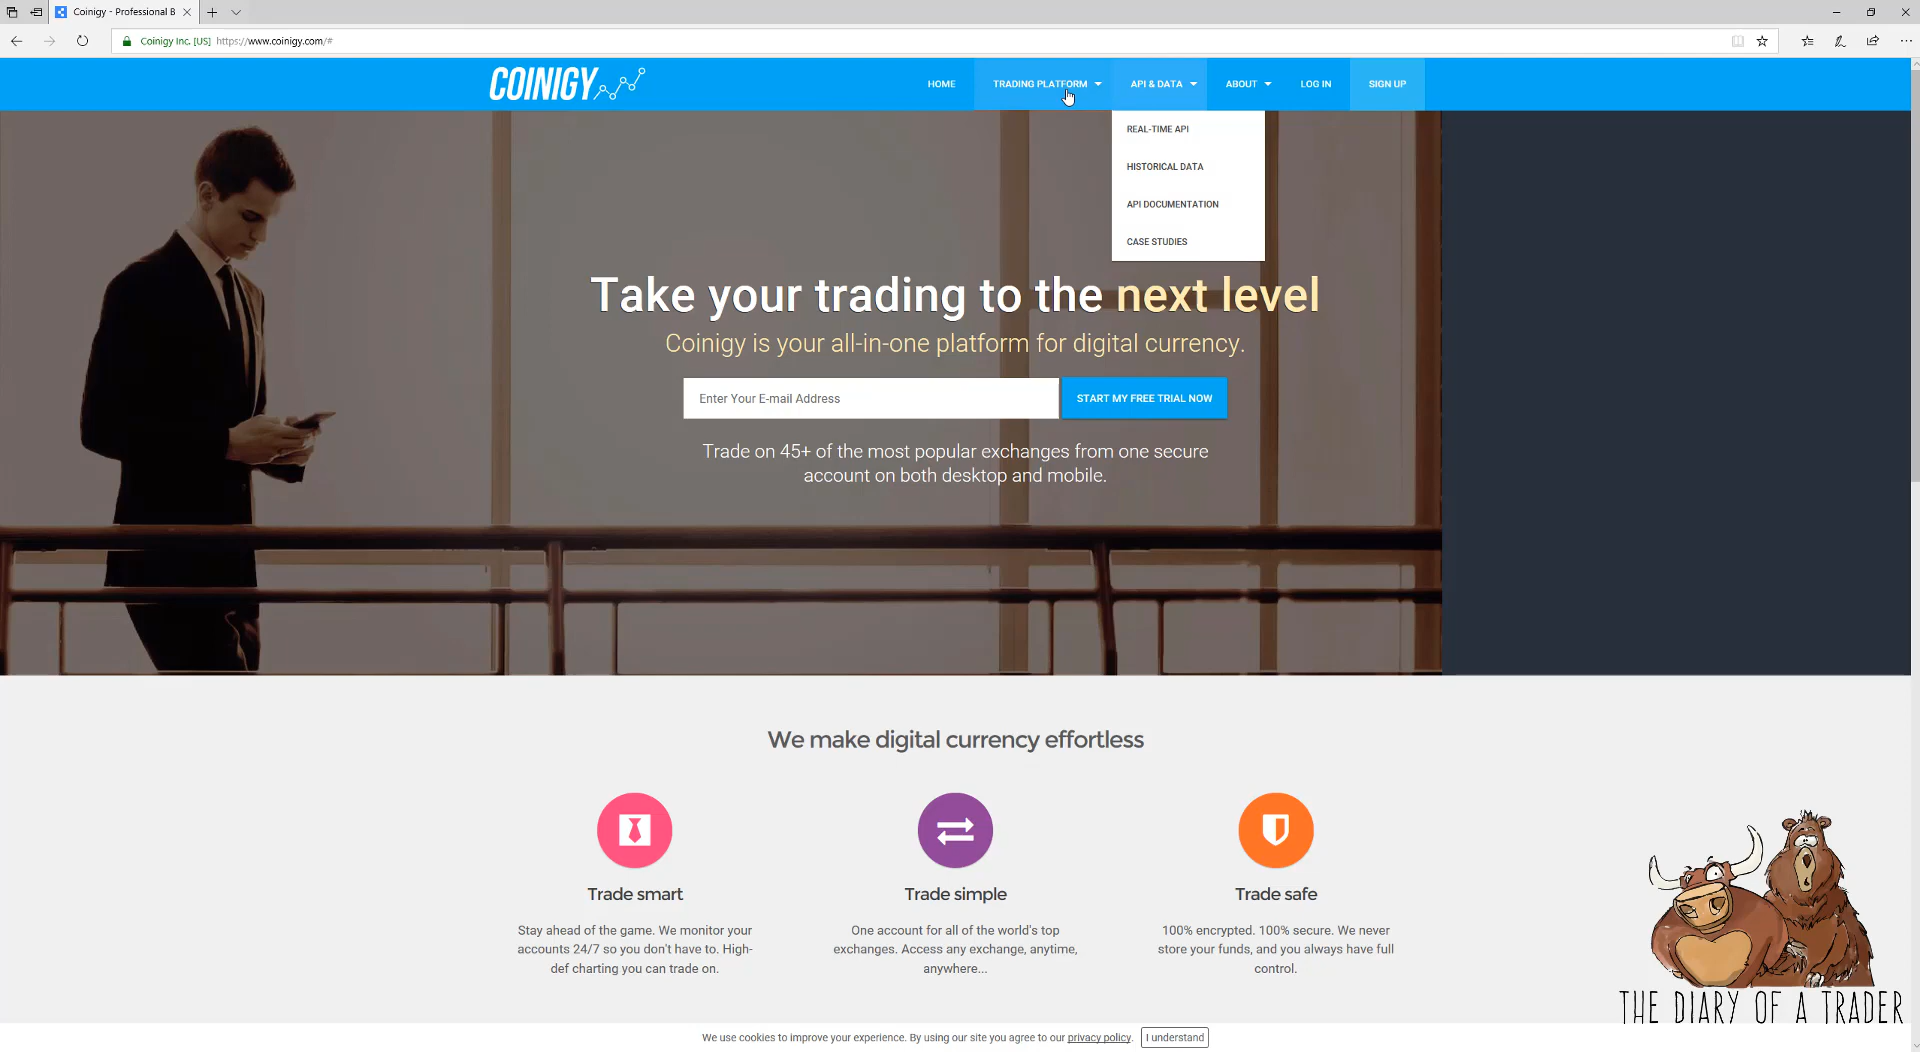 Coinigy - Professional B
Coinigy Inc. [US] https://www.coinigy.com/#
COINIGY
HOME
TRADING PLATFORM
API & DATA
ABOUT
LOG IN
SIGN UP
REAL-TIME API
HISTORICAL DATA
API DOCUMENTATION
CASE STUDIES
Take your trading to the next level
Coinigy is your all-in-one platform for digital currency.
Enter Your E-mail Address
START MY FREE TRIAL NOW
Trade on 45+ of the most popular exchanges from one secure
account on both desktop and mobile.
We make digital currency effortless
Trade smart
Stay ahead of the game. We monitor your
accounts 24/7 so you don't have to. High-
def charting you can trade on.
Trade simple
One account for all of the world's top
exchanges. Access any exchange, anytime,
anywhere...
Trade safe
100% encrypted. 100% secure. We never
store your funds, and you always have full
control.
THE DIARY OF A TRADER
We use cookies to improve your experience. By using our site you agree to our privacy policy.
I understand